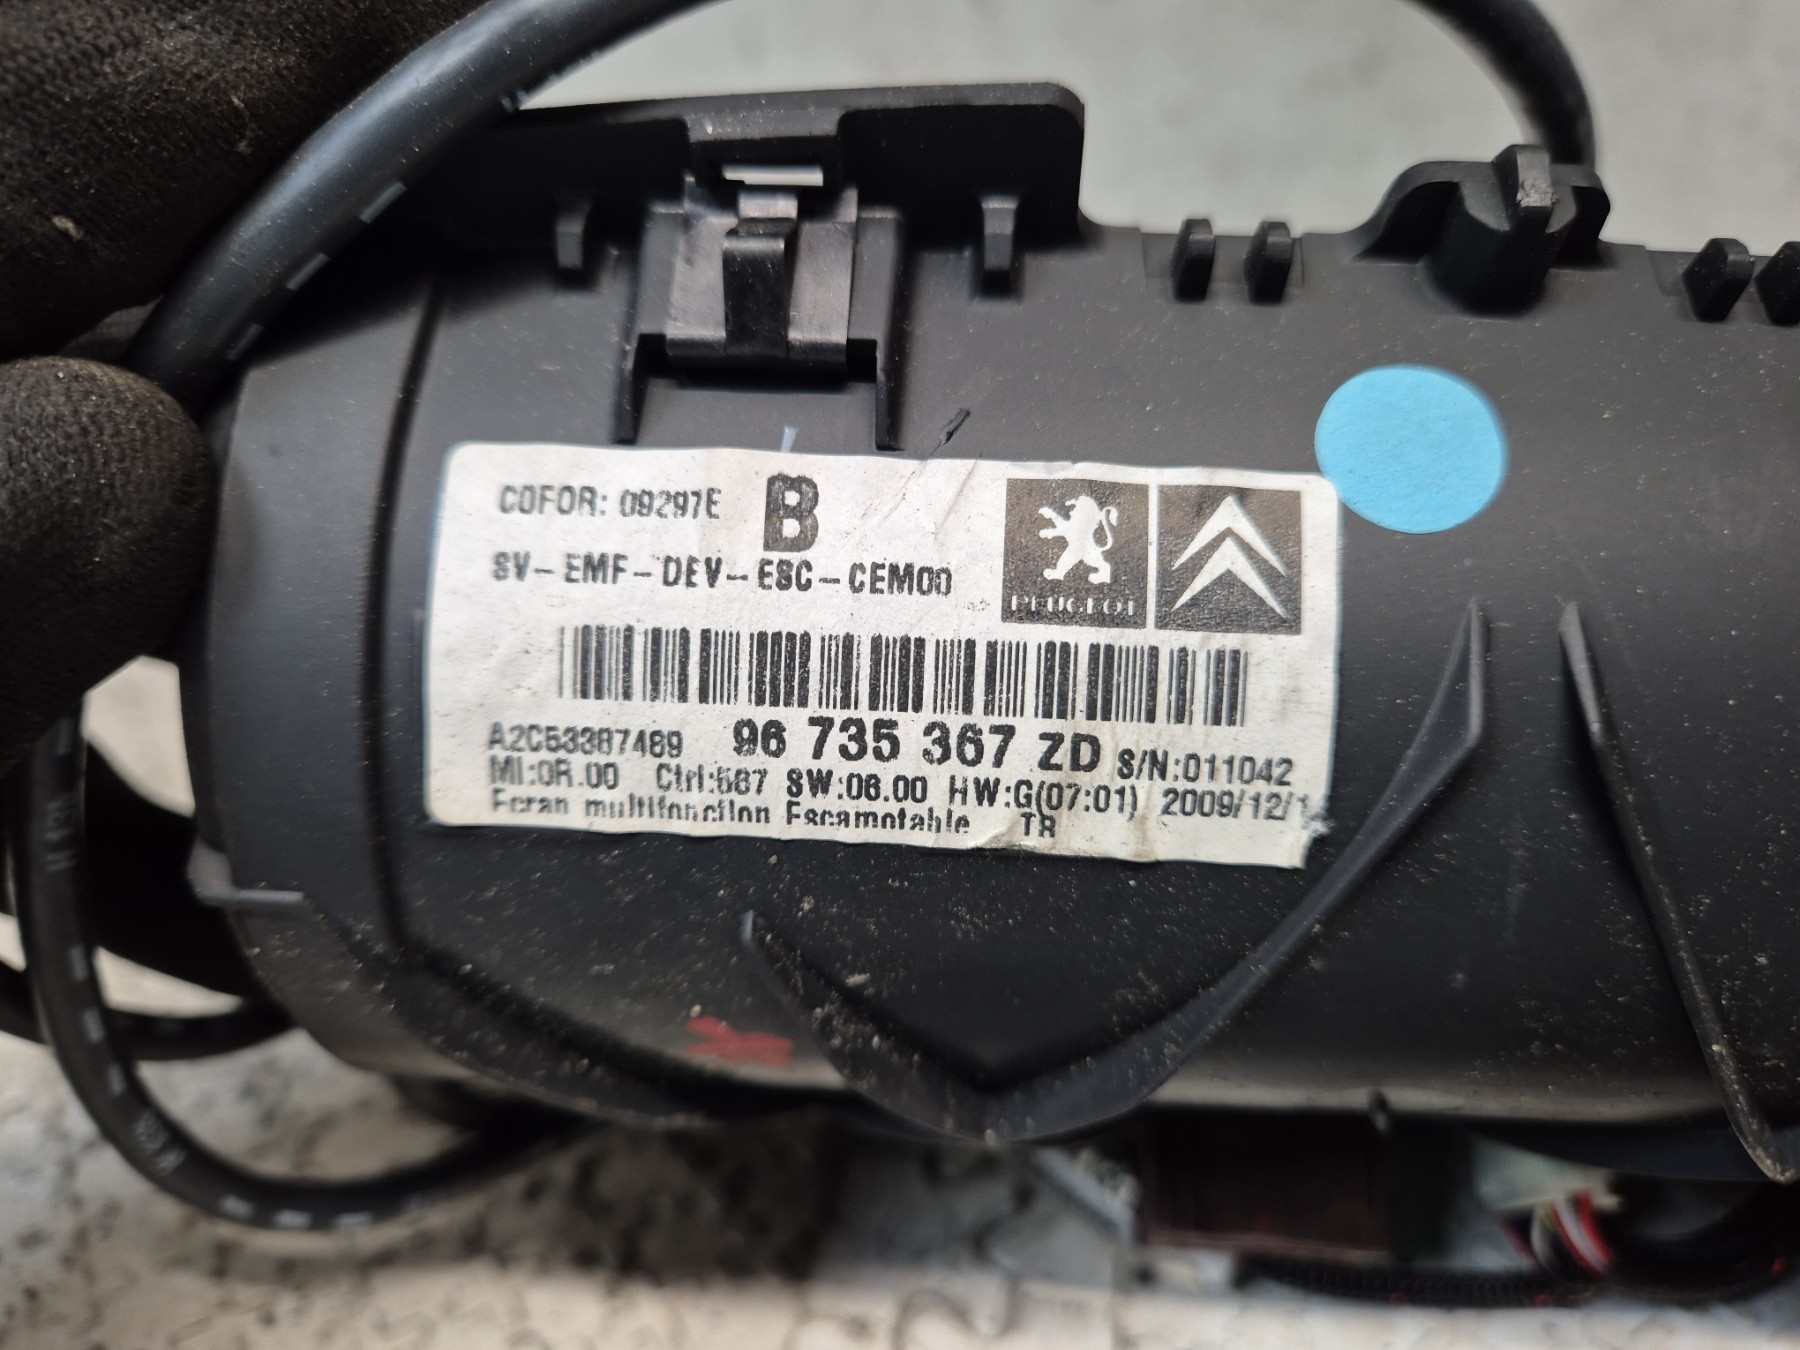 COFOR: 09297E B
SV-EMF-DEV-ESC-CEM00
PEUGEOT
A2C53387489 96 735 367 ZD S/N:011042
MI:0R.00 Ctrl:587 SW:06.00 HW:G(07:01) 2009/12/1
Ecran multifonction Escamotable TR